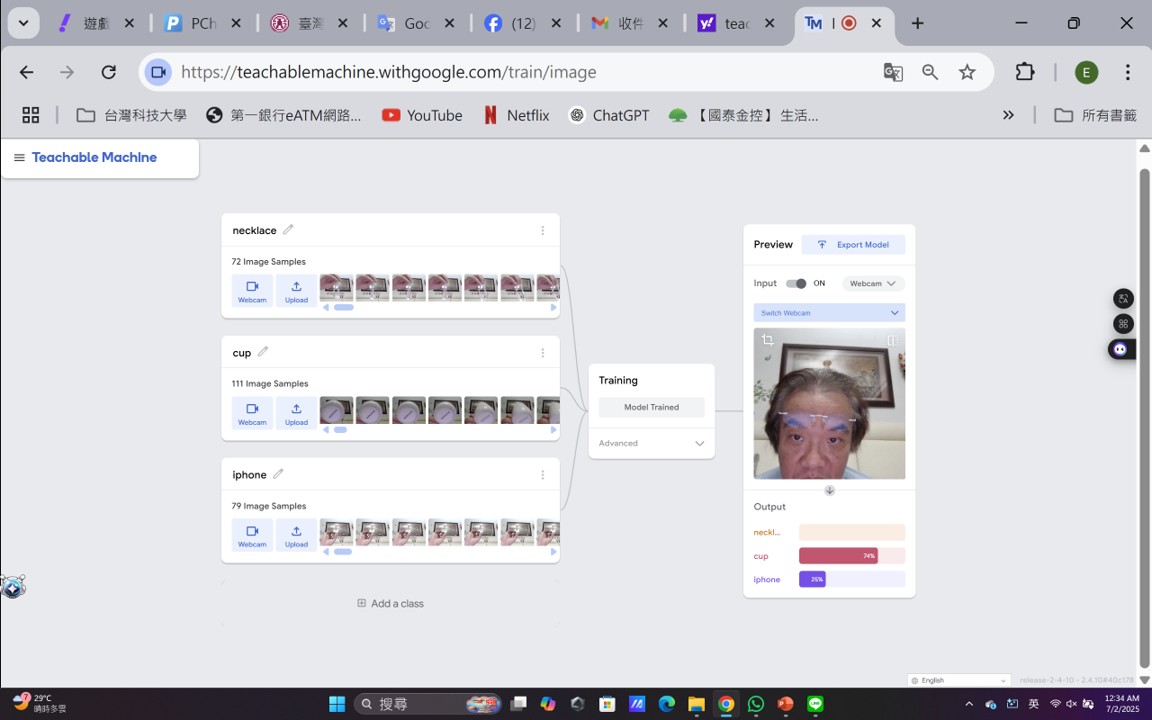 遊戲
PCh
臺灣
Goo
(12)
收件
teac
TM
I
https://teachablemachine.withgoogle.com/train/image
E
台灣科技大學
第一銀行eATM網路...
YouTube
Netflix
ChatGPT
【國泰金控】 生活...
所有書籤
Teachable Machine
necklace
72 Image Samples
Webcam
Upload
cup
111 Image Samples
Webcam
Upload
iphone
79 Image Samples
Webcam
Upload
Add a class
Training
Model Trained
Advanced
Preview
Export Model
Input
ON
Webcam
Switch Webcam
Output
neckl...
cup
74%
iphone
25%
English
release-2-4-10 - 2.4.10#40c178
7
29°C
晴時多雲
搜尋
英
12:34 AM
7/2/2025